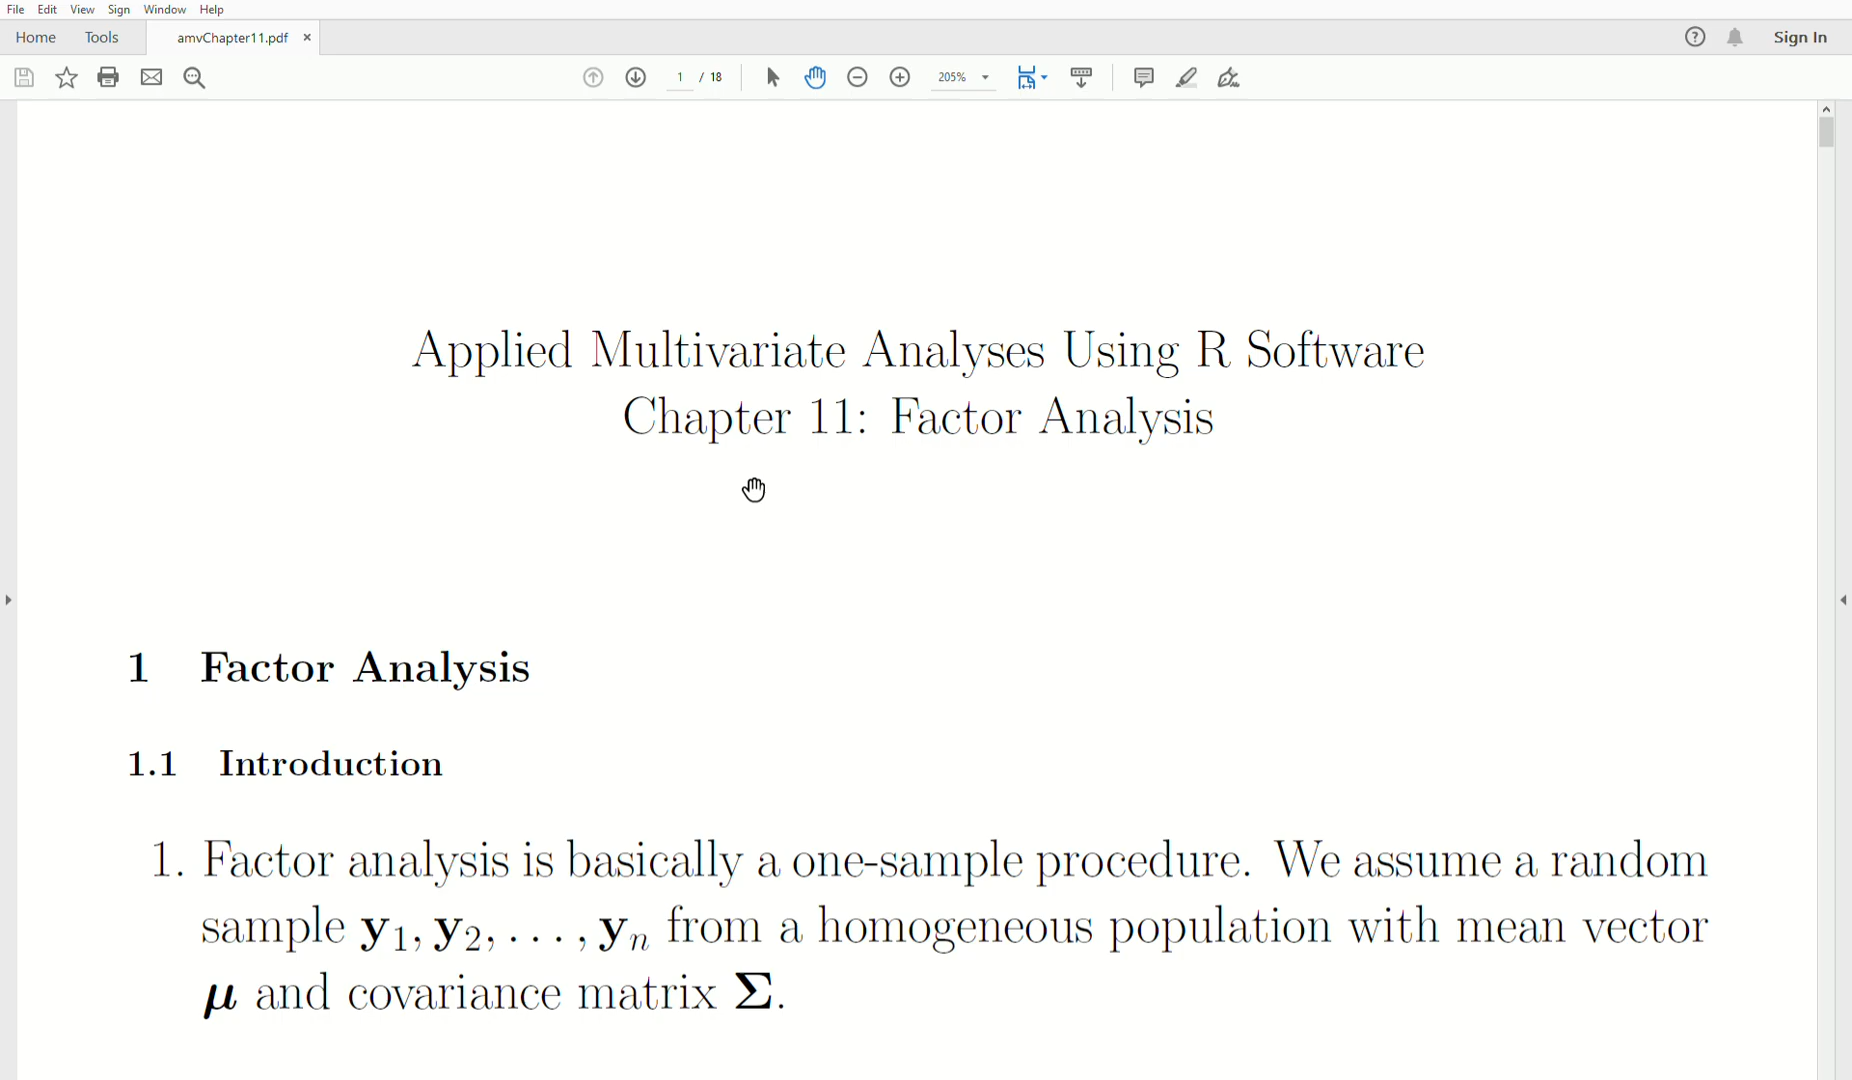 File Edit View Sign Window Help
Home Tools amvChapter11.pdf × Sign In
1 / 18 205%
Applied Multivariate Analyses Using R Software
Chapter 11: Factor Analysis
1 Factor Analysis
1.1 Introduction
1. Factor analysis is basically a one-sample procedure. We assume a random
sample y₁, y₂, . . . , yₙ from a homogeneous population with mean vector
μ and covariance matrix Σ.